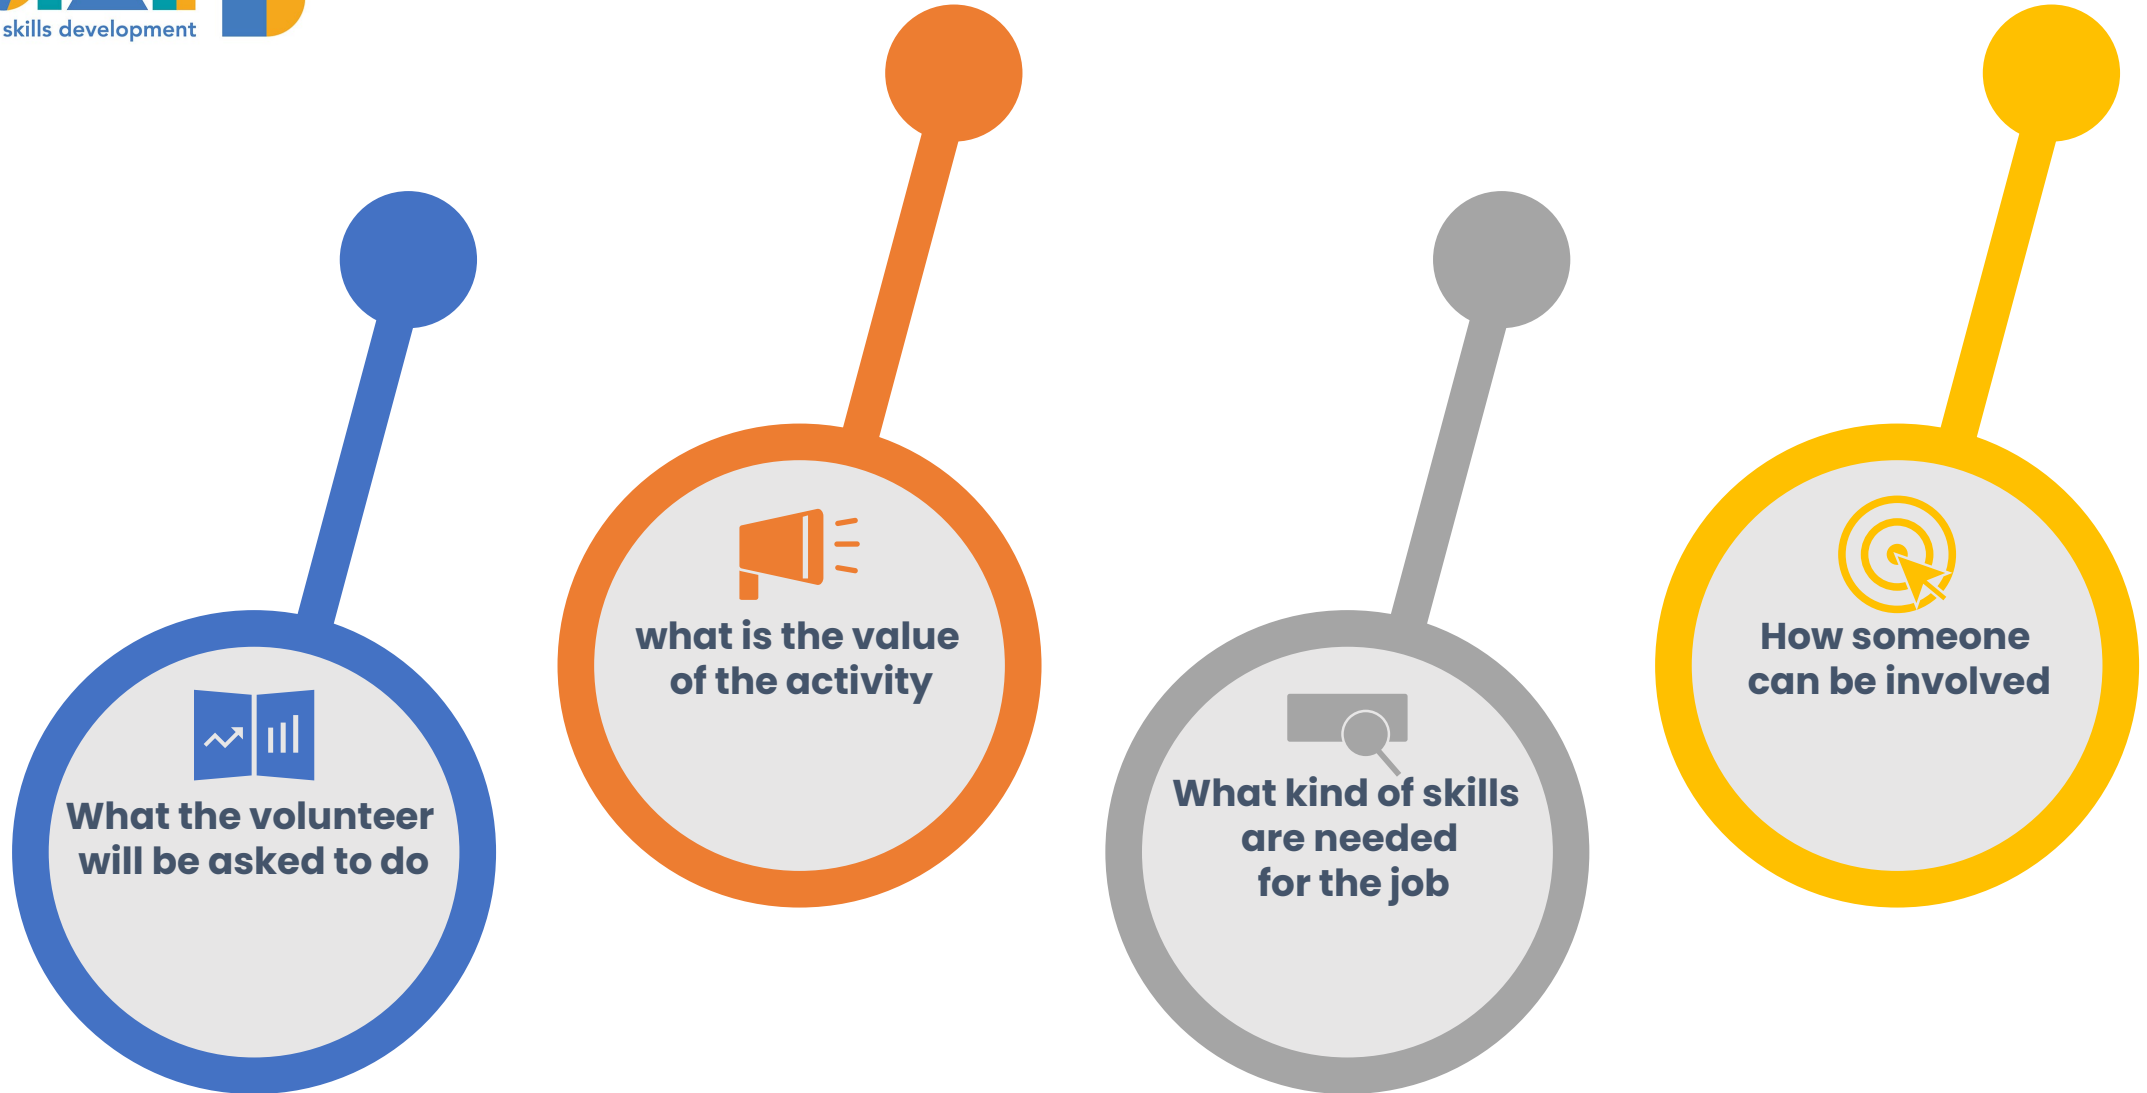 skills development
What the volunteer
will be asked to do
what is the value
of the activity
What kind of skills
are needed
for the job
How someone
can be involved